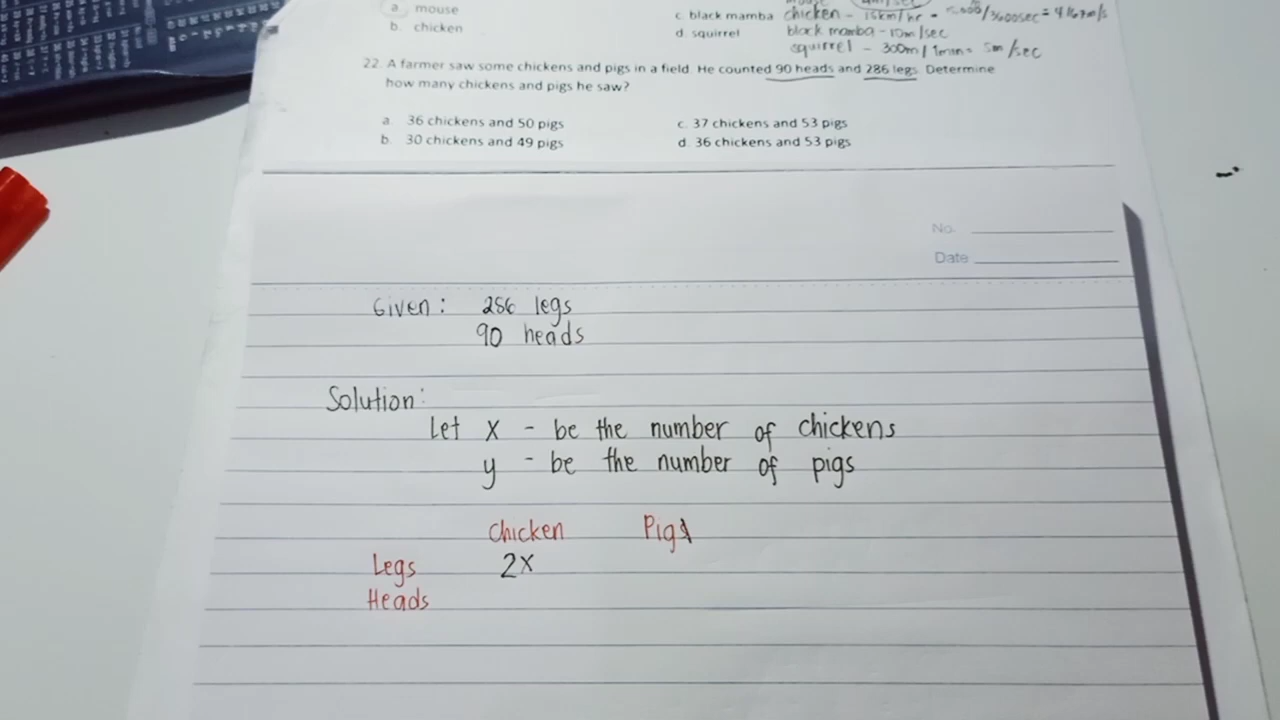 a. mouse
b. chicken
c. black mamba
d. squirrel
chicken - 15km/hr = /3600sec =
black mamba - 10m/sec
squirrel - 300m/1min= 5m/sec
22. A farmer saw some chickens and pigs in a field. He counted 90 heads and 286 legs. Determine
how many chickens and pigs he saw?
a. 36 chickens and 50 pigs
c. 37 chickens and 53 pigs
b. 30 chickens and 49 pigs
d. 36 chickens and 53 pigs
No.
Date
Given: 286 legs
90 heads
Solution:
Let x - be the number of chickens
y - be the number of pigs
Chicken Pigs
Legs 2x
Heads